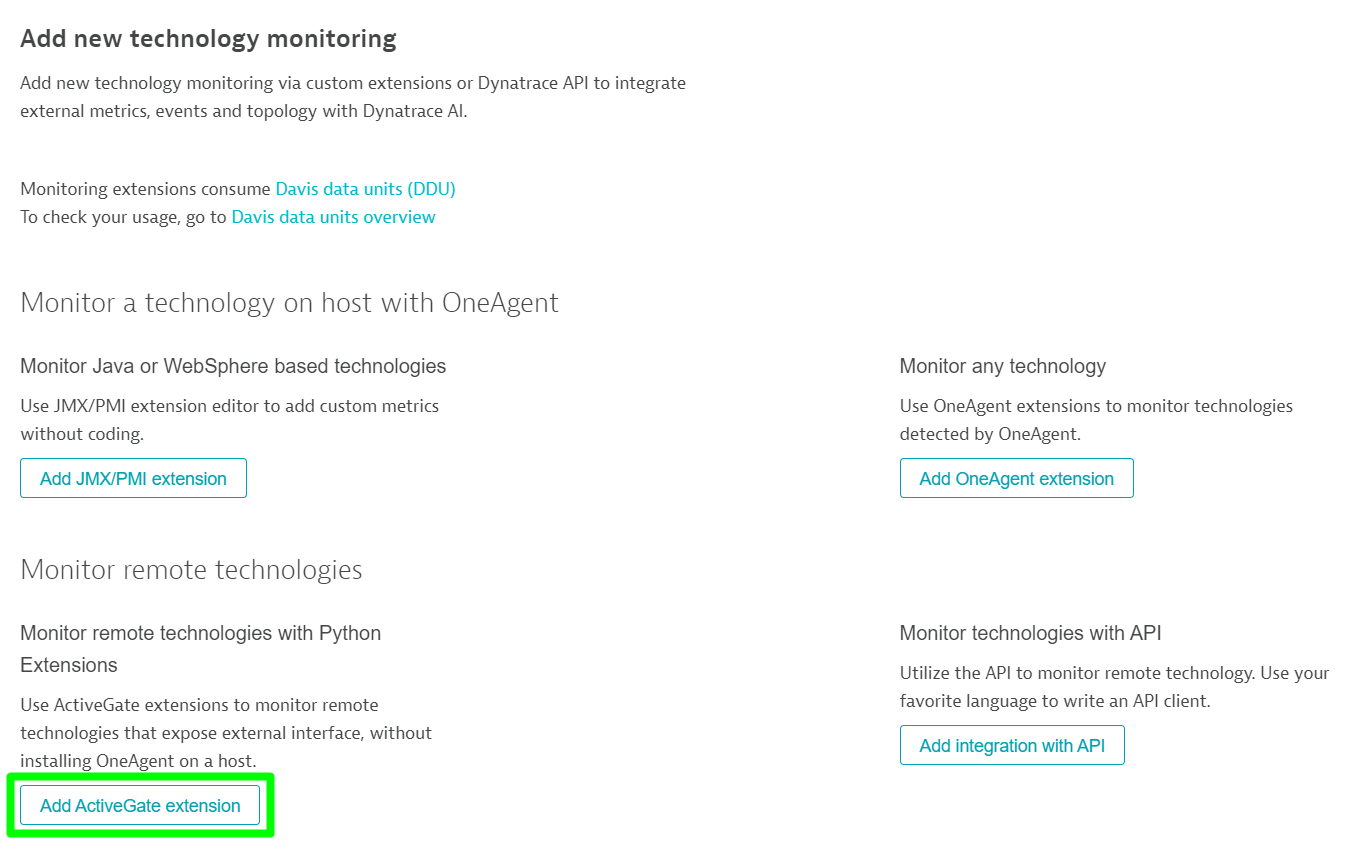 Add new technology monitoring
Add new technology monitoring via custom extensions or Dynatrace API to integrate
external metrics, events and topology with Dynatrace AI.
Monitoring extensions consume Davis data units (DDU)
To check your usage, go to Davis data units overview
Monitor a technology on host with OneAgent
Monitor Java or WebSphere based technologies
Use JMX/PMI extension editor to add custom metrics
without coding.
Add JMX/PMI extension
Monitor any technology
Use OneAgent extensions to monitor technologies
detected by OneAgent.
Add OneAgent extension
Monitor remote technologies
Monitor remote technologies with Python
Extensions
Use ActiveGate extensions to monitor remote
technologies that expose external interface, without
installing OneAgent on a host.
Add ActiveGate extension
Monitor technologies with API
Utilize the API to monitor remote technology. Use your
favorite language to write an API client.
Add integration with API